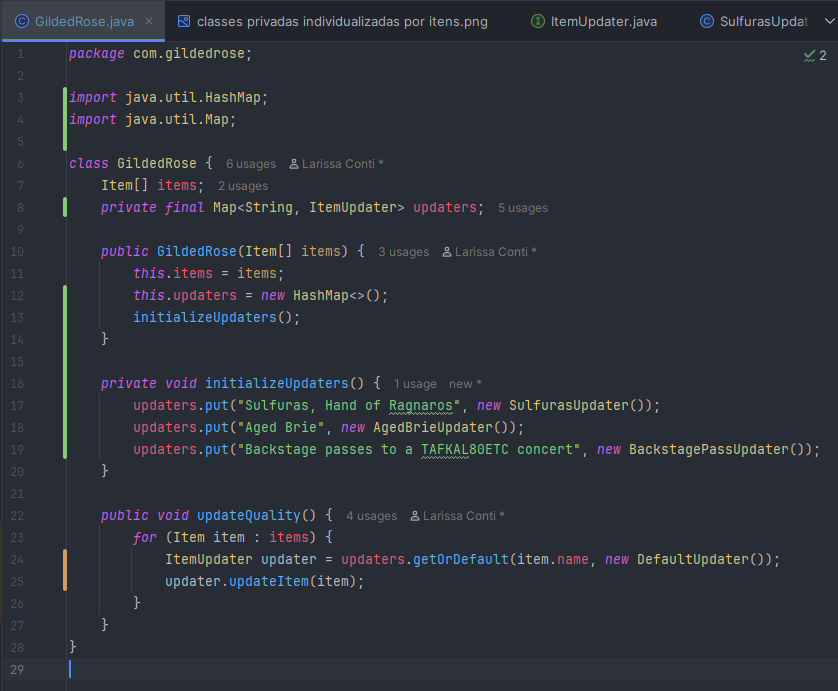 GildedRose.java classes privadas individualizadas por itens.png ItemUpdater.java SulfurasUpdat
1 package com.gildedrose; 2
2
3 import java.util.HashMap;
4 import java.util.Map;
5
6 class GildedRose { 6 usages Larissa Conti *
7 Item[] items; 2 usages
8 private final Map<String, ItemUpdater> updaters; 5 usages
9
10 public GildedRose(Item[] items) { 3 usages Larissa Conti *
11 this.items = items;
12 this.updaters = new HashMap<>();
13 initializeUpdaters();
14 }
15
16 private void initializeUpdaters() { 1 usage new *
17 updaters.put("Sulfuras, Hand of Ragnaros", new SulfurasUpdater());
18 updaters.put("Aged Brie", new AgedBrieUpdater());
19 updaters.put("Backstage passes to a TAFKAL80ETC concert", new BackstagePassUpdater());
20 }
21
22 public void updateQuality() { 4 usages Larissa Conti *
23 for (Item item : items) {
24 ItemUpdater updater = updaters.getOrDefault(item.name, new DefaultUpdater());
25 updater.updateItem(item);
26 }
27 }
28 }
29